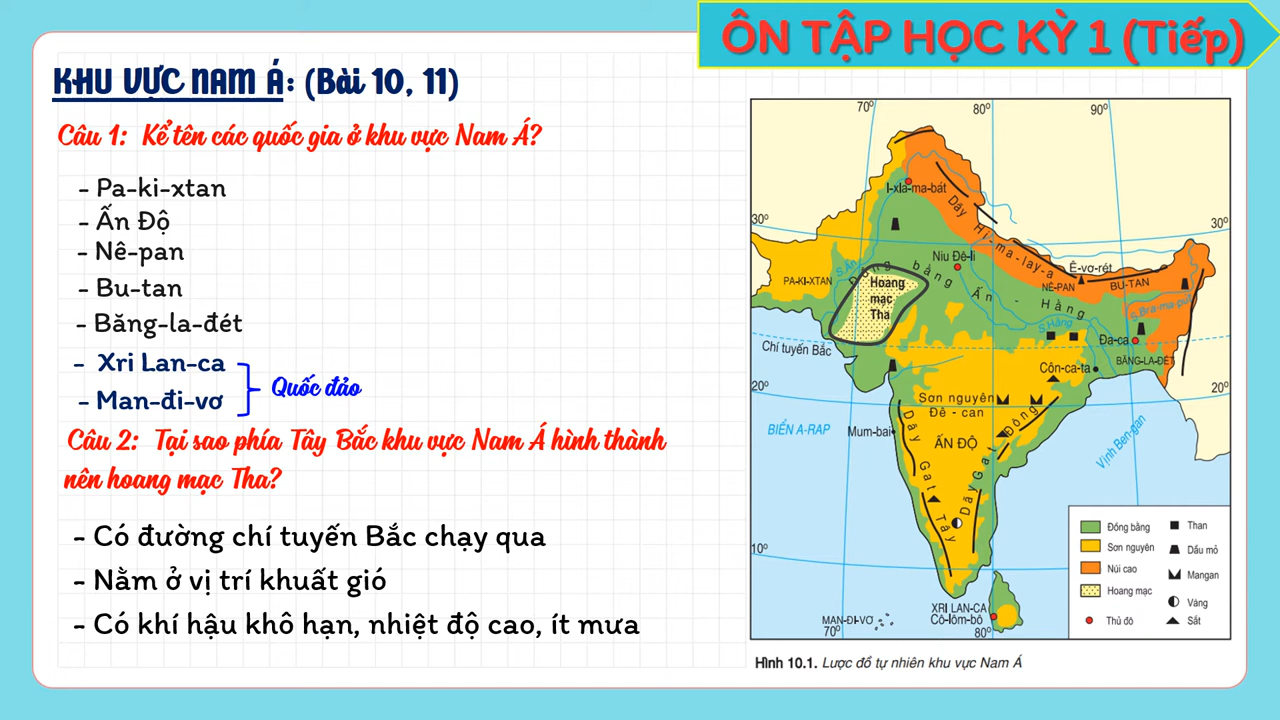 ÔN TẬP HỌC KỲ 1 (Tiếp)
KHU VỰC NAM Á: (Bài 10, 11)
Câu 1: Kể tên các quốc gia ở khu vực Nam Á?
- Pa-ki-xtan
- Ấn Độ
- Nê-pan
- Bu-tan
- Băng-la-đét
- Xri Lan-ca
- Man-đi-vơ
Quốc đảo
Câu 2: Tại sao phía Tây Bắc khu vực Nam Á hình thành
nên hoang mạc Tha?
- Có đường chí tuyến Bắc chạy qua
- Nằm ở vị trí khuất gió
- Có khí hậu khô hạn, nhiệt độ cao, ít mưa
70° 80° 90°
I-xla-ma-bát
Dãy Hi-ma-lay-a
30° 30°
Niu Đê-li
Ê-vơ-rét
S.Ấn
PA-KI-XTAN
Đồng bằng Ấn - Hằng
NÊ-PAN
BU-TAN
Hoang
mạc
Tha
S.Bra-ma-pút
S.Hằng
Đa-ca
Chí tuyến Bắc
BĂNG-LA-ĐÉT
Côn-ca-ta
20° 20°
Sơn nguyên
Đê - can
BIỂN A-RAP
Mum-bai
ẤN ĐỘ
Dãy Gat Tây
Dãy Gat Đông
Vịnh Ben-gan
10°
XRI LAN-CA
Cô-lôm-bô
MAN-ĐI-VƠ
70° 80°
Đồng bằng
Sơn nguyên
Núi cao
Hoang mạc
Thủ đô
Than
Dầu mỏ
Mangan
Vàng
Sắt
Hình 10.1. Lược đồ tự nhiên khu vực Nam Á